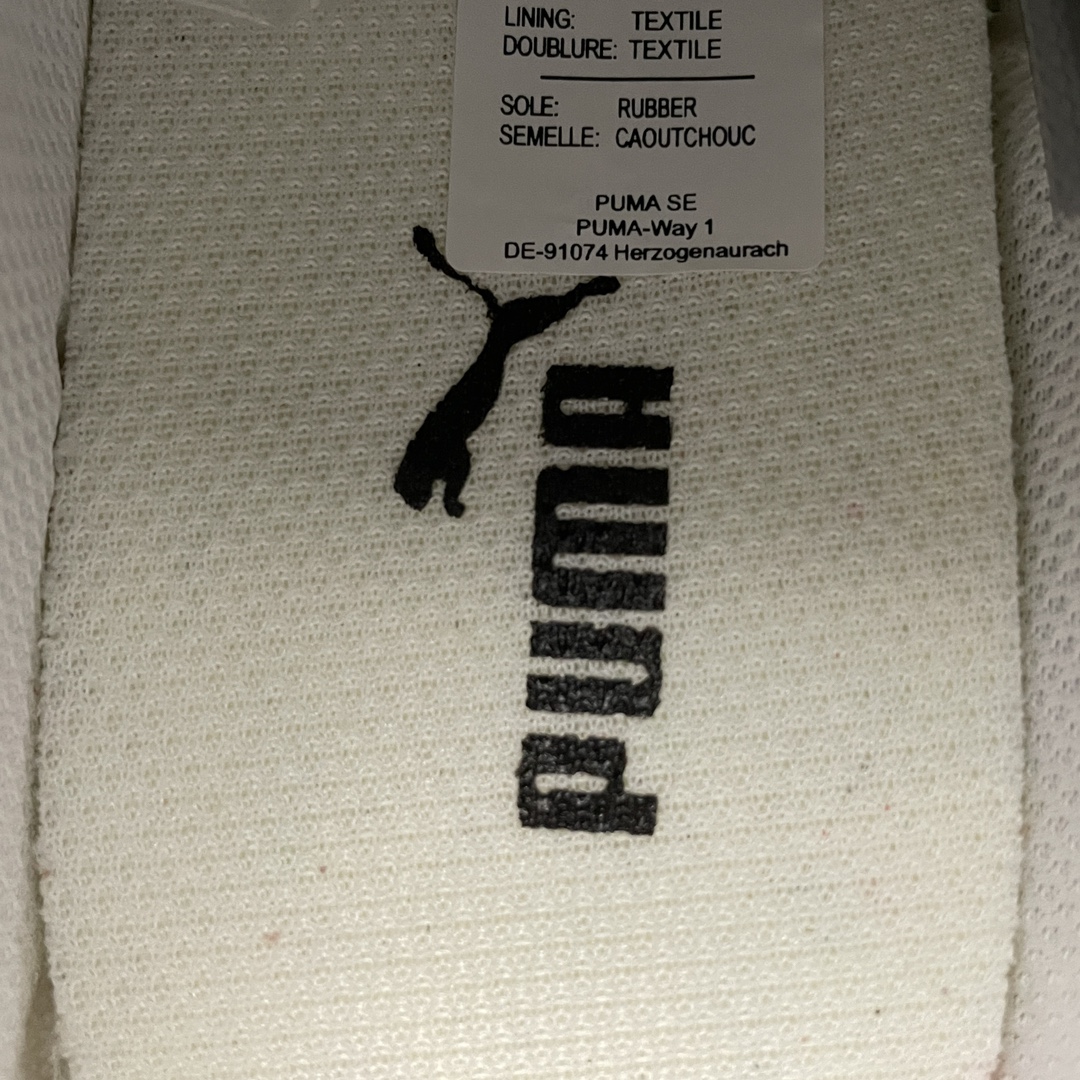 LINING: TEXTILE
DOUBLURE: TEXTILE
SOLE: RUBBER
SEMELLE: CAOUTCHOUC
PUMA SE
PUMA-Way 1
DE-91074 Herzogenaurach
PUMA